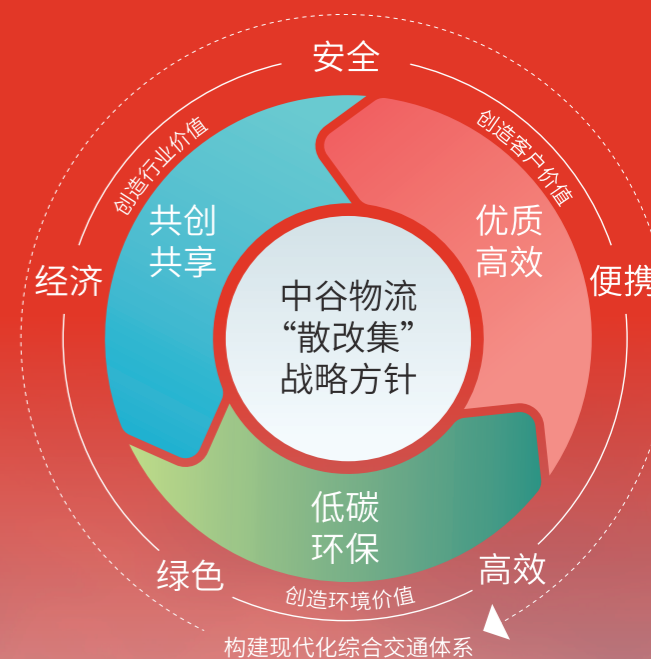 安全
创造行业价值
创造客户价值
共创
共享
优质
高效
经济
便携
中谷物流
“散改集”
战略方针
低碳
环保
绿色
高效
创造环境价值
构建现代化综合交通体系